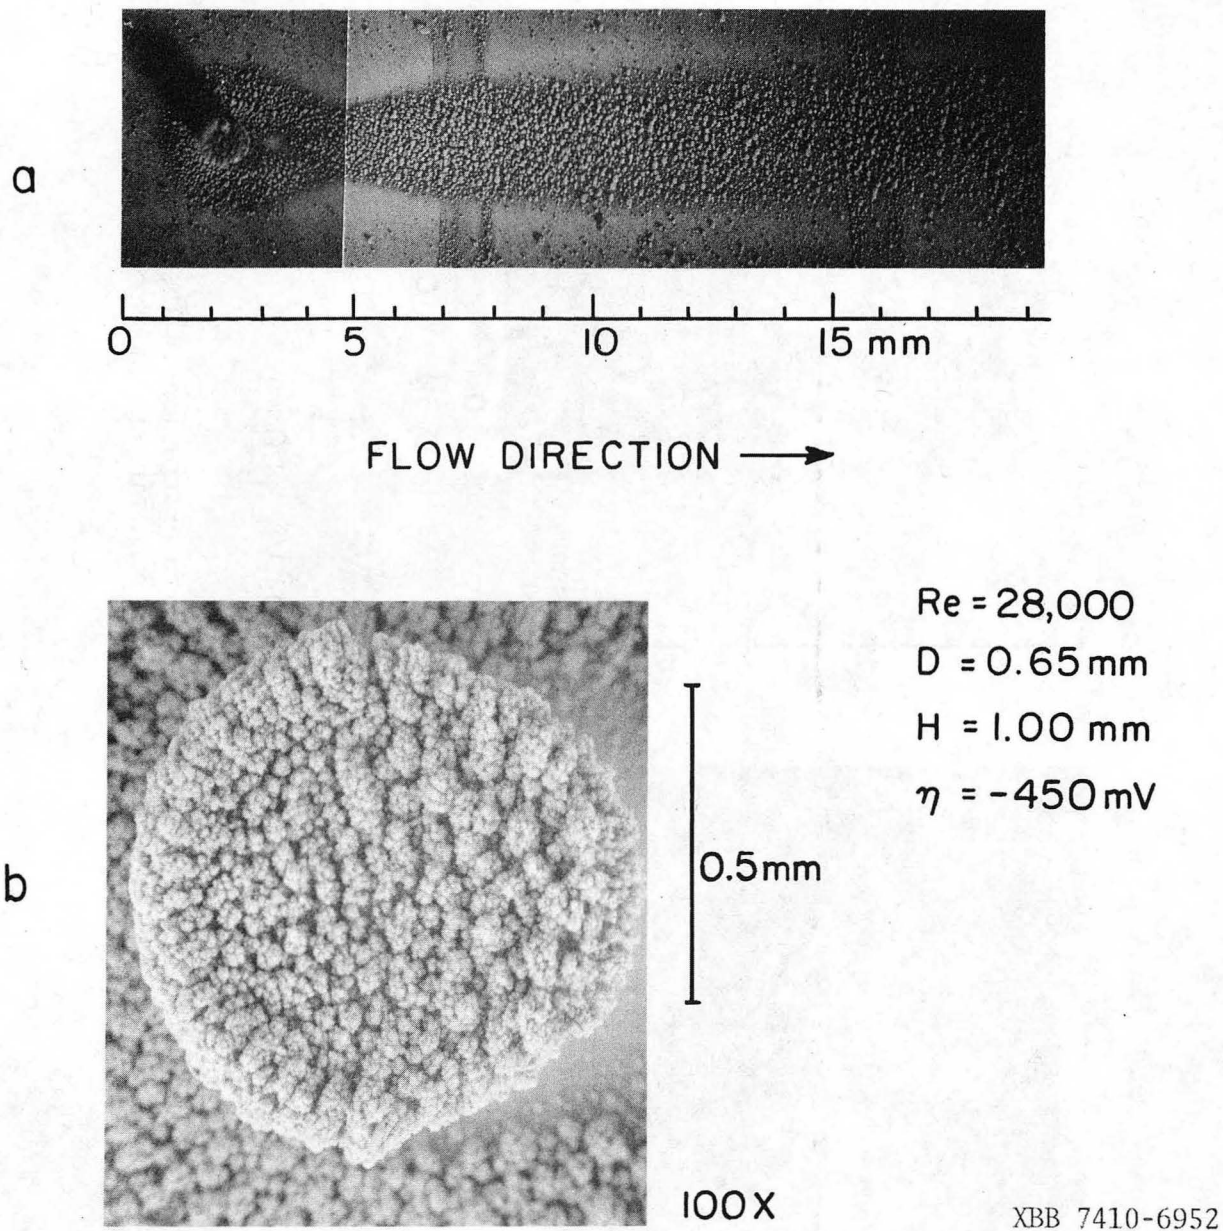 a
0 5 10 15 mm
FLOW DIRECTION
Re = 28,000
D = 0.65 mm
H = 1.00 mm
η = -450 mV
0.5mm
b
100X
XBB 7410-6952